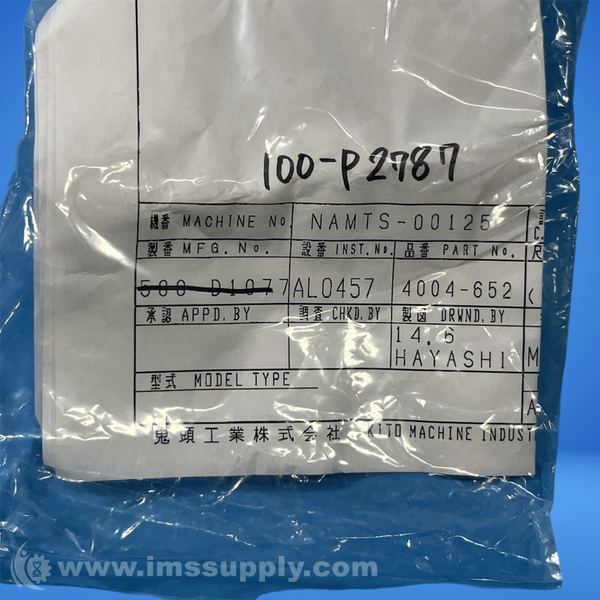 100-P2787
機番 MACHINE No. NAMTS-00125
製番 MFG. No. 設番 INST. No. 品番 PART No. 尺
500-D1077 AL0457 4004-652 (
承認 APPD. BY 調査 CHKD. BY 製図 DRWND. BY
14.6
HAYASHI M
型式 MODEL TYPE
A
鬼頭工業株式会社 KITO MACHINE INDUST
www.imssupply.com